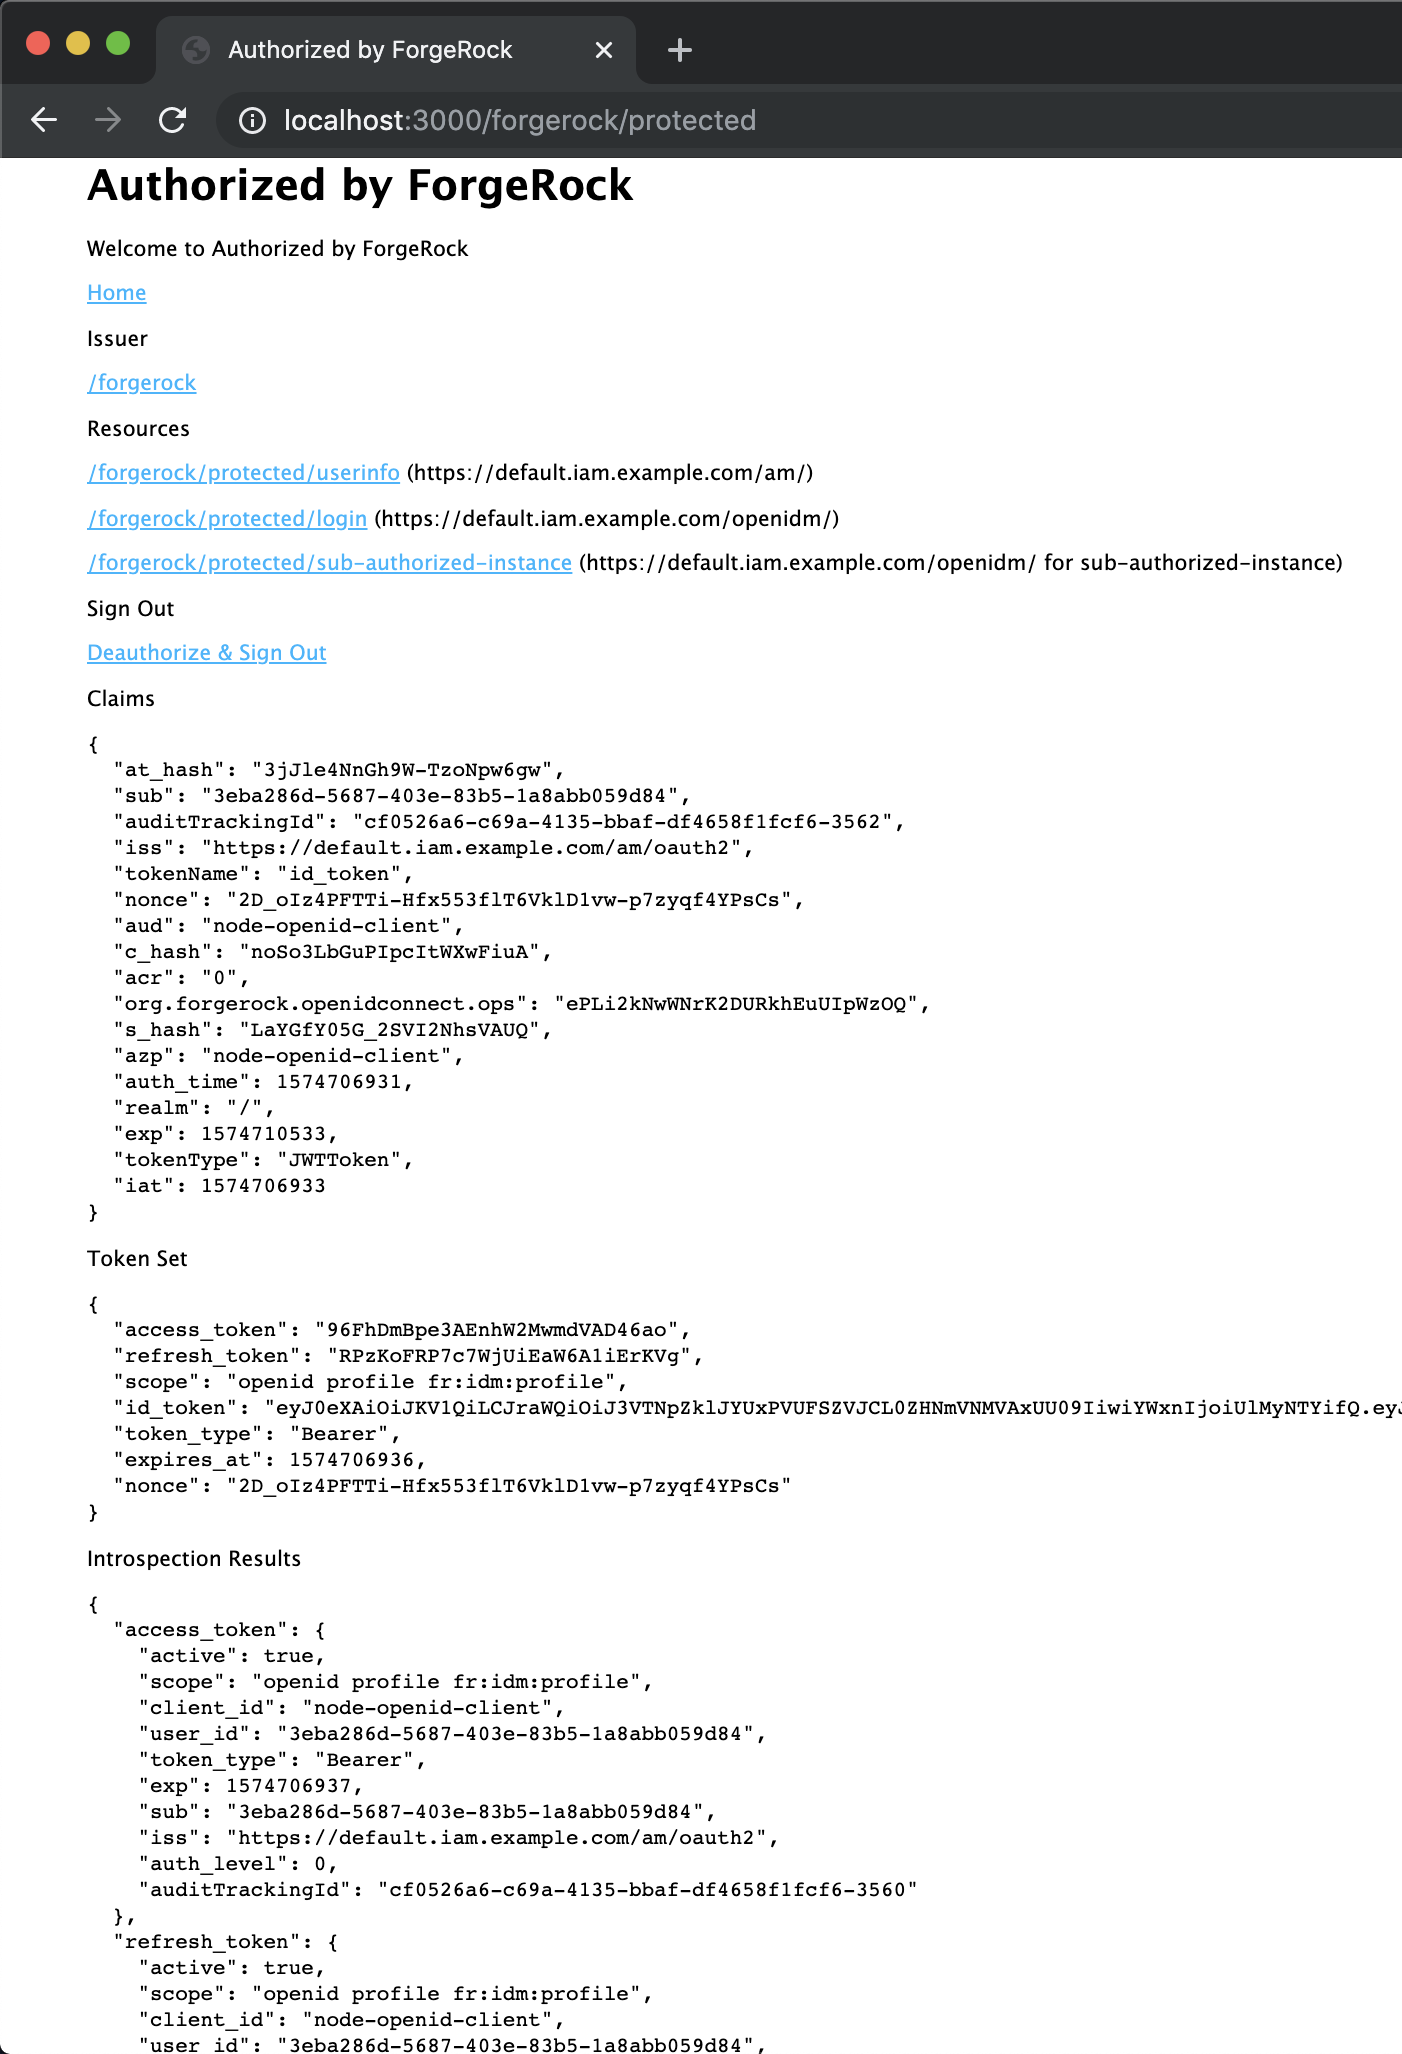 Authorized by ForgeRock
localhost:3000/forgerock/protected
Authorized by ForgeRock
Welcome to Authorized by ForgeRock
Home
Issuer
/forgerock
Resources
/forgerock/protected/userinfo (https://default.iam.example.com/am/)
/forgerock/protected/login (https://default.iam.example.com/openidm/)
/forgerock/protected/sub-authorized-instance (https://default.iam.example.com/openidm/ for sub-authorized-instance)
Sign Out
Deauthorize & Sign Out
Claims
{
  "at_hash": "3jJle4NnGh9W-TzoNpw6gw",
  "sub": "3eba286d-5687-403e-83b5-1a8abb059d84",
  "auditTrackingId": "cf0526a6-c69a-4135-bbaf-df4658f1fcf6-3562",
  "iss": "https://default.iam.example.com/am/oauth2",
  "tokenName": "id_token",
  "nonce": "2D_oIz4PFTTi-Hfx553flT6VklD1vw-p7zyqf4YPsCs",
  "aud": "node-openid-client",
  "c_hash": "noSo3LbGuPIpcItWXwFiuA",
  "acr": "0",
  "org.forgerock.openidconnect.ops": "ePLi2kNwWNrK2DURkhEuUIpWzOQ",
  "s_hash": "LaYGfY05G_2SVI2NhsVAUQ",
  "azp": "node-openid-client",
  "auth_time": 1574706931,
  "realm": "/",
  "exp": 1574710533,
  "tokenType": "JWTToken",
  "iat": 1574706933
}
Token Set
{
  "access_token": "96FhDmBpe3AEnhW2MwmdVAD46ao",
  "refresh_token": "RPzKoFRP7c7WjUiEaW6A1iErKVg",
  "scope": "openid profile fr:idm:profile",
  "id_token": "eyJ0eXAiOiJKV1QiLCJraWQiOiJ3VTNpZklJYUxPVUFSZVJCL0ZHNmVNMVAxUU09IiwiYWxnIjoiUlMyNTYifQ.eyJ
  "token_type": "Bearer",
  "expires_at": 1574706936,
  "nonce": "2D_oIz4PFTTi-Hfx553flT6VklD1vw-p7zyqf4YPsCs"
}
Introspection Results
{
  "access_token": {
    "active": true,
    "scope": "openid profile fr:idm:profile",
    "client_id": "node-openid-client",
    "user_id": "3eba286d-5687-403e-83b5-1a8abb059d84",
    "token_type": "Bearer",
    "exp": 1574706937,
    "sub": "3eba286d-5687-403e-83b5-1a8abb059d84",
    "iss": "https://default.iam.example.com/am/oauth2",
    "auth_level": 0,
    "auditTrackingId": "cf0526a6-c69a-4135-bbaf-df4658f1fcf6-3560"
  },
  "refresh_token": {
    "active": true,
    "scope": "openid profile fr:idm:profile",
    "client_id": "node-openid-client",
    "user_id": "3eba286d-5687-403e-83b5-1a8abb059d84",